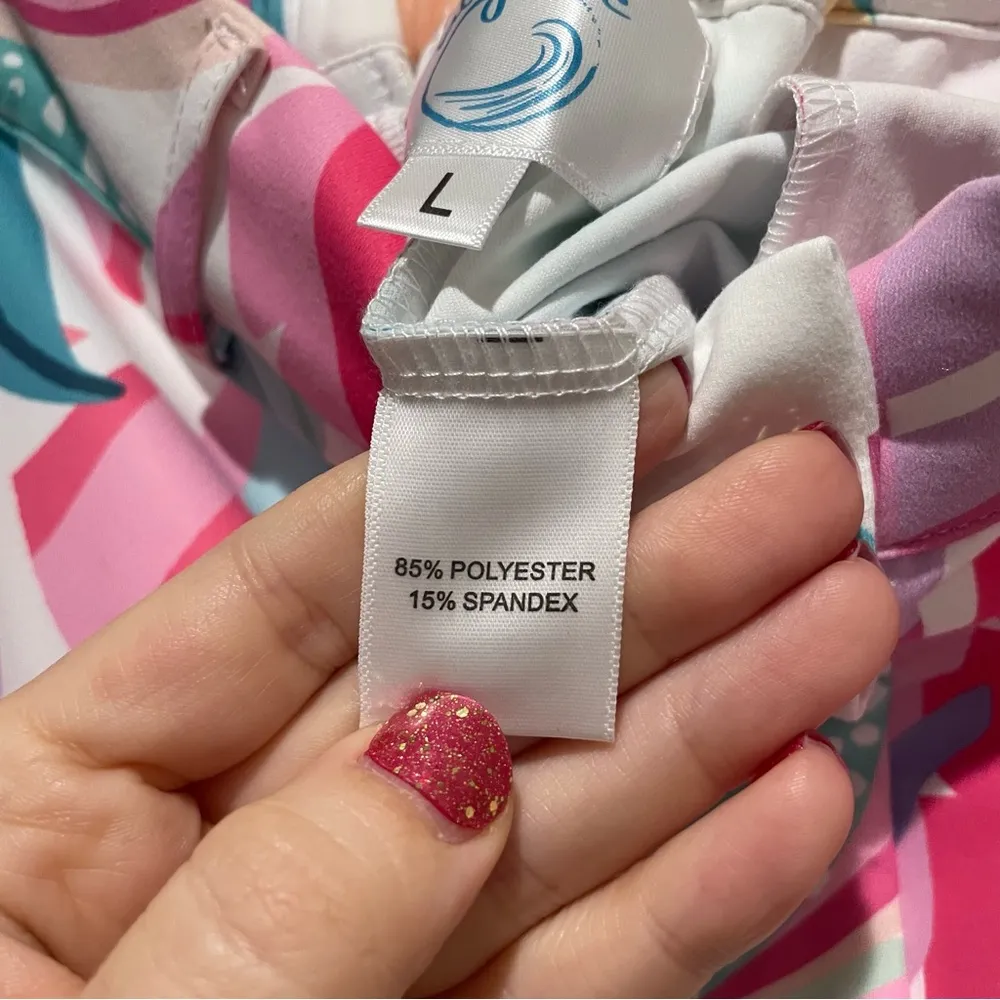 L
85% POLYESTER
15% SPANDEX